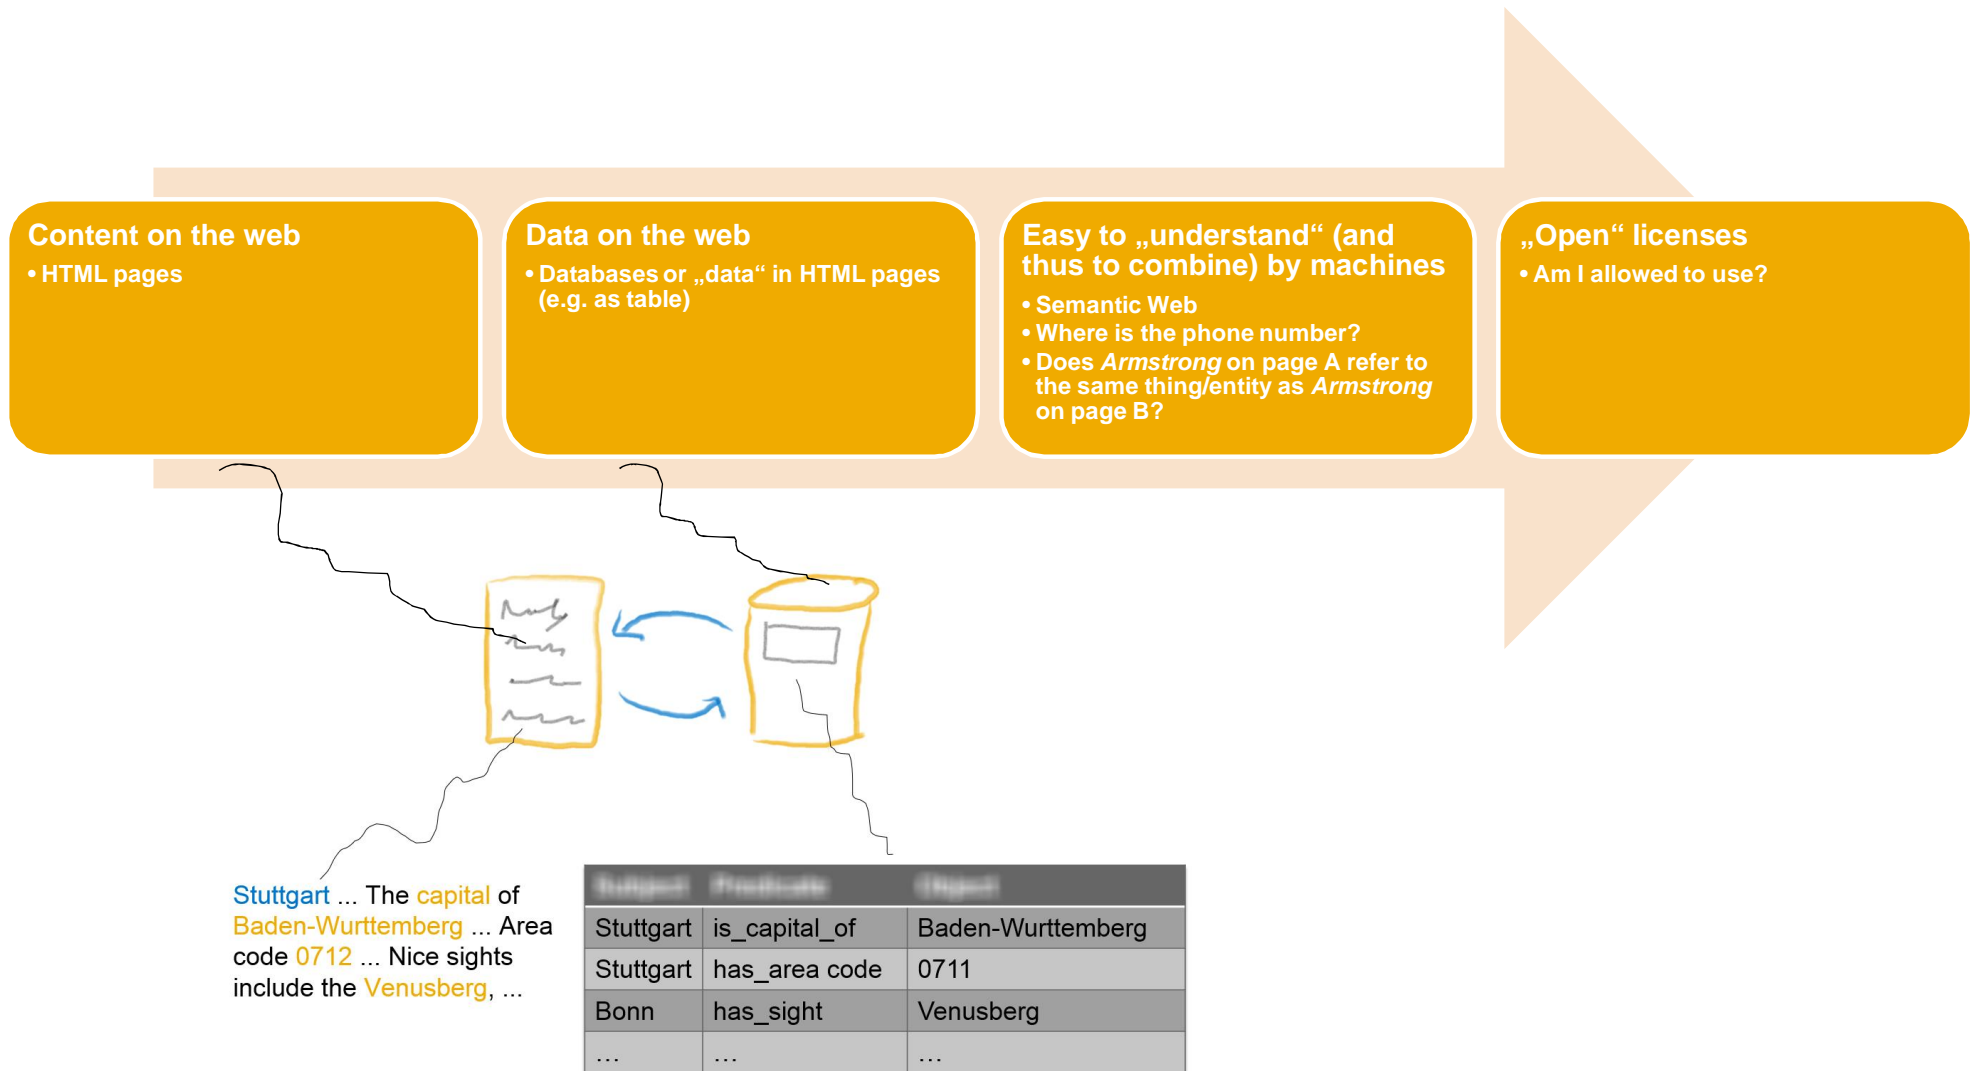 Content on the web
• HTML pages
Data on the web
• Databases or „data“ in HTML pages
(e.g. as table)
Easy to „understand“ (and
thus to combine) by machines
• Semantic Web
• Where is the phone number?
• Does Armstrong on page A refer to
the same thing/entity as Armstrong
on page B?
„Open“ licenses
• Am I allowed to use?
Stuttgart ... The capital of
Baden-Wurttemberg ... Area
code 0712 ... Nice sights
include the Venusberg, ...
Stuttgart is_capital_of Baden-Wurttemberg
Stuttgart has_area code 0711
Bonn has_sight Venusberg
… … …